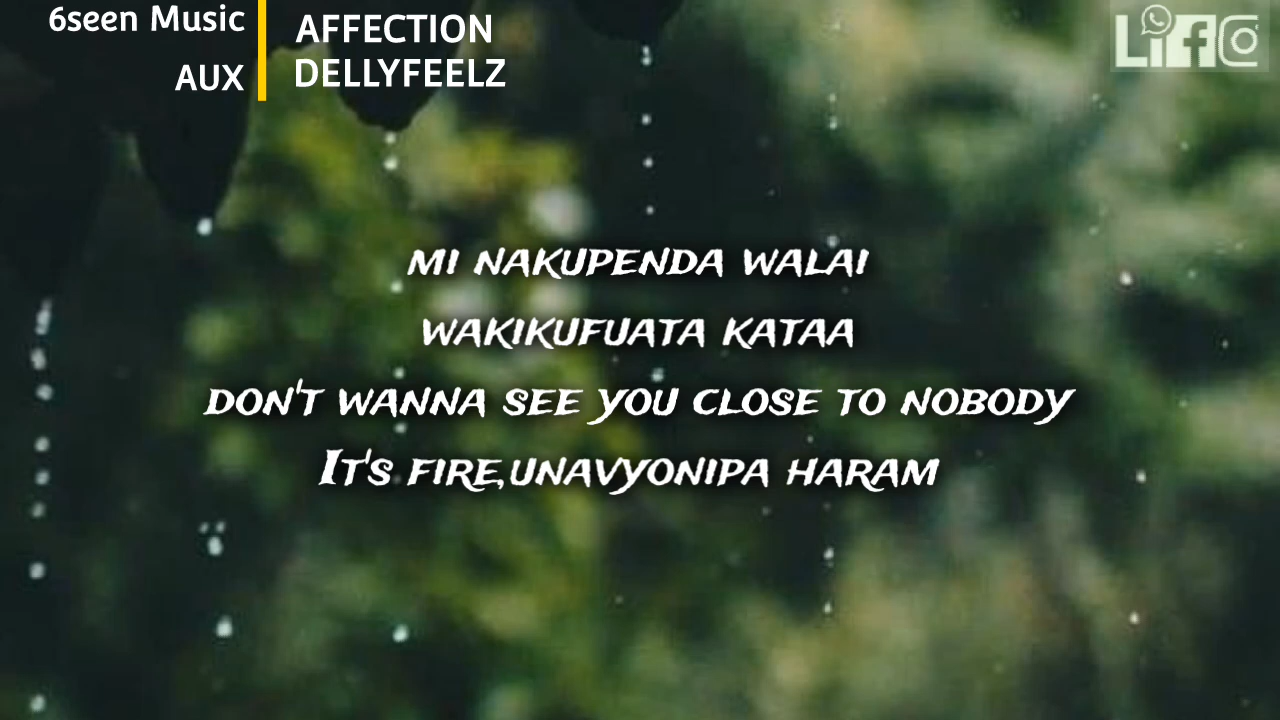 6seen Music
AUX
AFFECTION
DELLYFEELZ
MI NAKUPENDA WALAI
WAKIKUFUATA KATAA
DON'T WANNA SEE YOU CLOSE TO NOBODY
IT'S FIRE,UNAVYONIPA HARAM